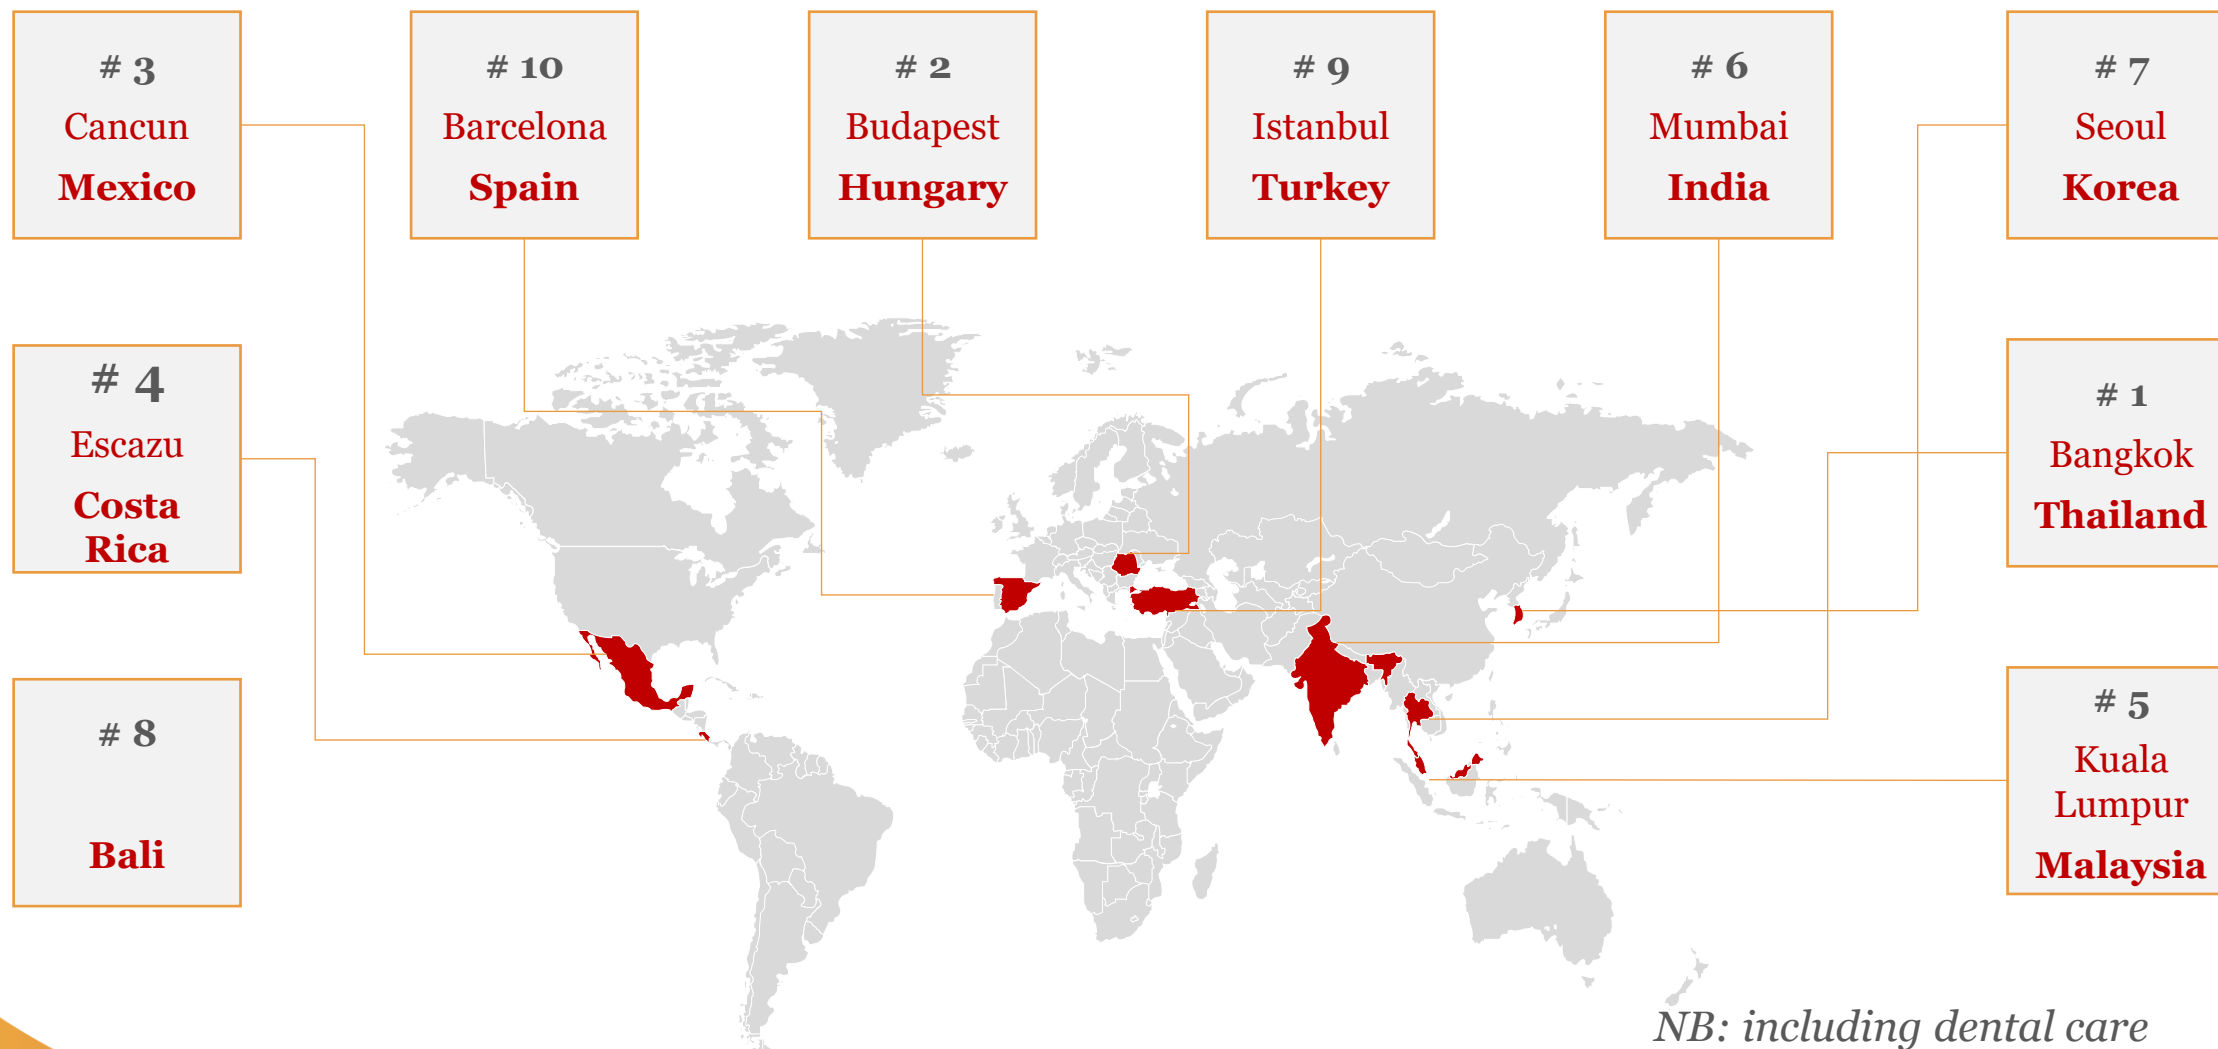 # 3
Cancun
Mexico
# 10
Barcelona
Spain
# 2
Budapest
Hungary
# 9
Istanbul
Turkey
# 6
Mumbai
India
# 7
Seoul
Korea
# 4
Escazu
Costa
Rica
# 1
Bangkok
Thailand
# 8
Bali
# 5
Kuala
Lumpur
Malaysia
NB: including dental care